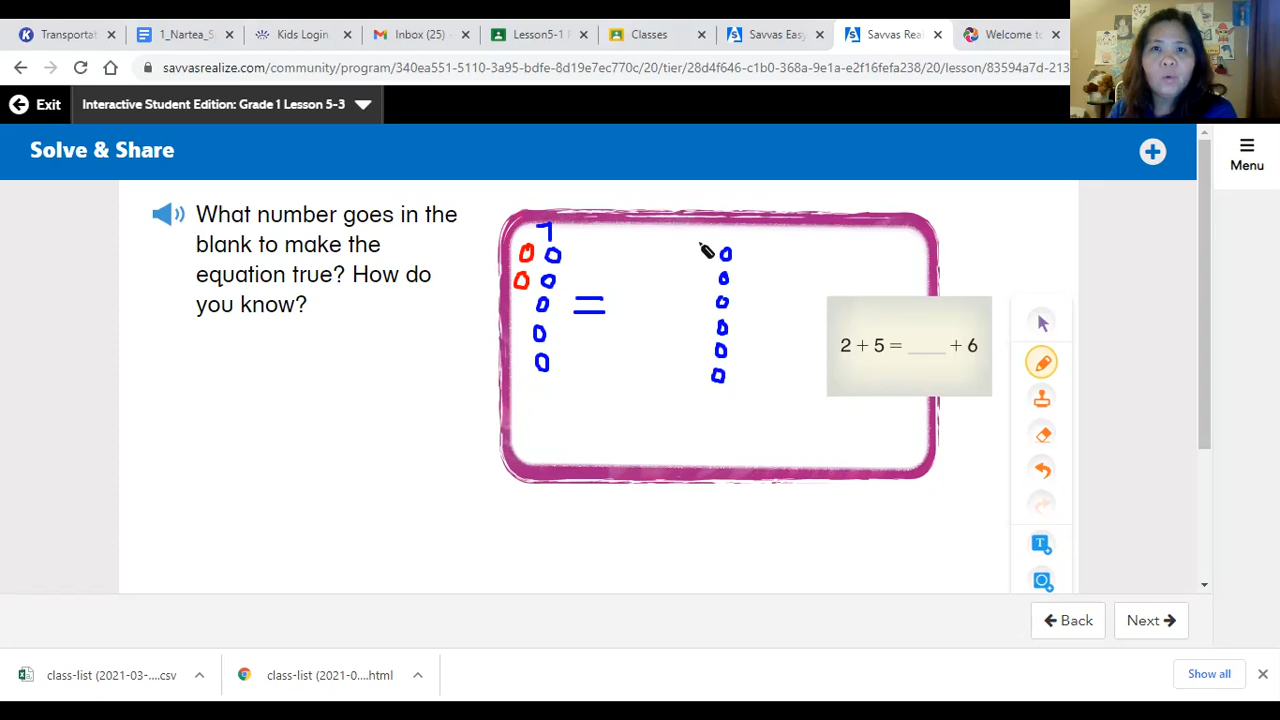 Transportat
1_Nartea_S
Kids Login
Inbox (25)
Lesson5-1 F
Classes
Savvas Easy
Savvas Real
Welcome to
savvasrealize.com/community/program/340ea551-5110-3a95-bdfe-8d19e7ec770c/20/tier/28d4f646-c1b0-368a-9e1a-e2f16fefa238/20/lesson/83594a7d-213
Exit
Interactive Student Edition: Grade 1 Lesson 5-3
Solve & Share
Menu
What number goes in the
blank to make the
equation true? How do
you know?
7
=
2 + 5 = ____ + 6
Back
Next
class-list (2021-03-....csv
class-list (2021-0....html
Show all